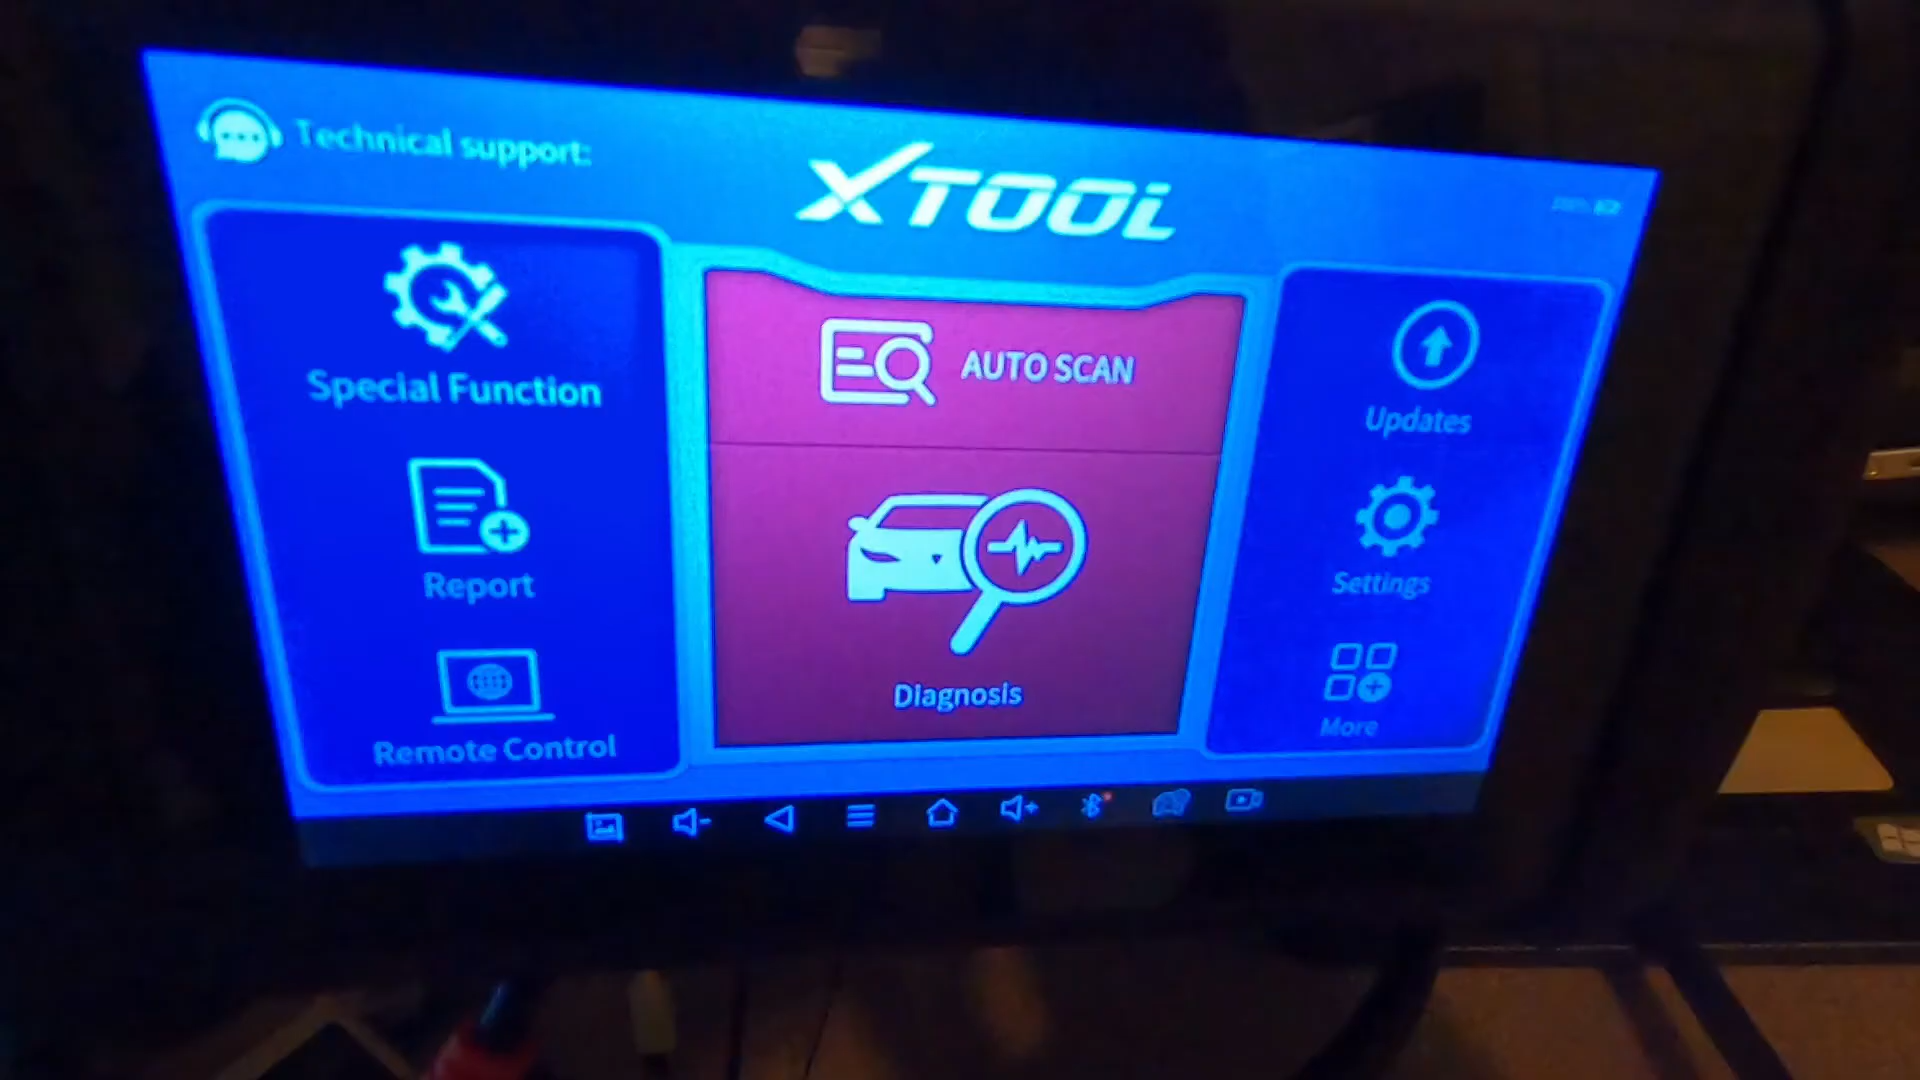 Technical support:
XTOOL
Special Function
AUTO SCAN
Updates
Report
Settings
Diagnosis
Remote Control
More